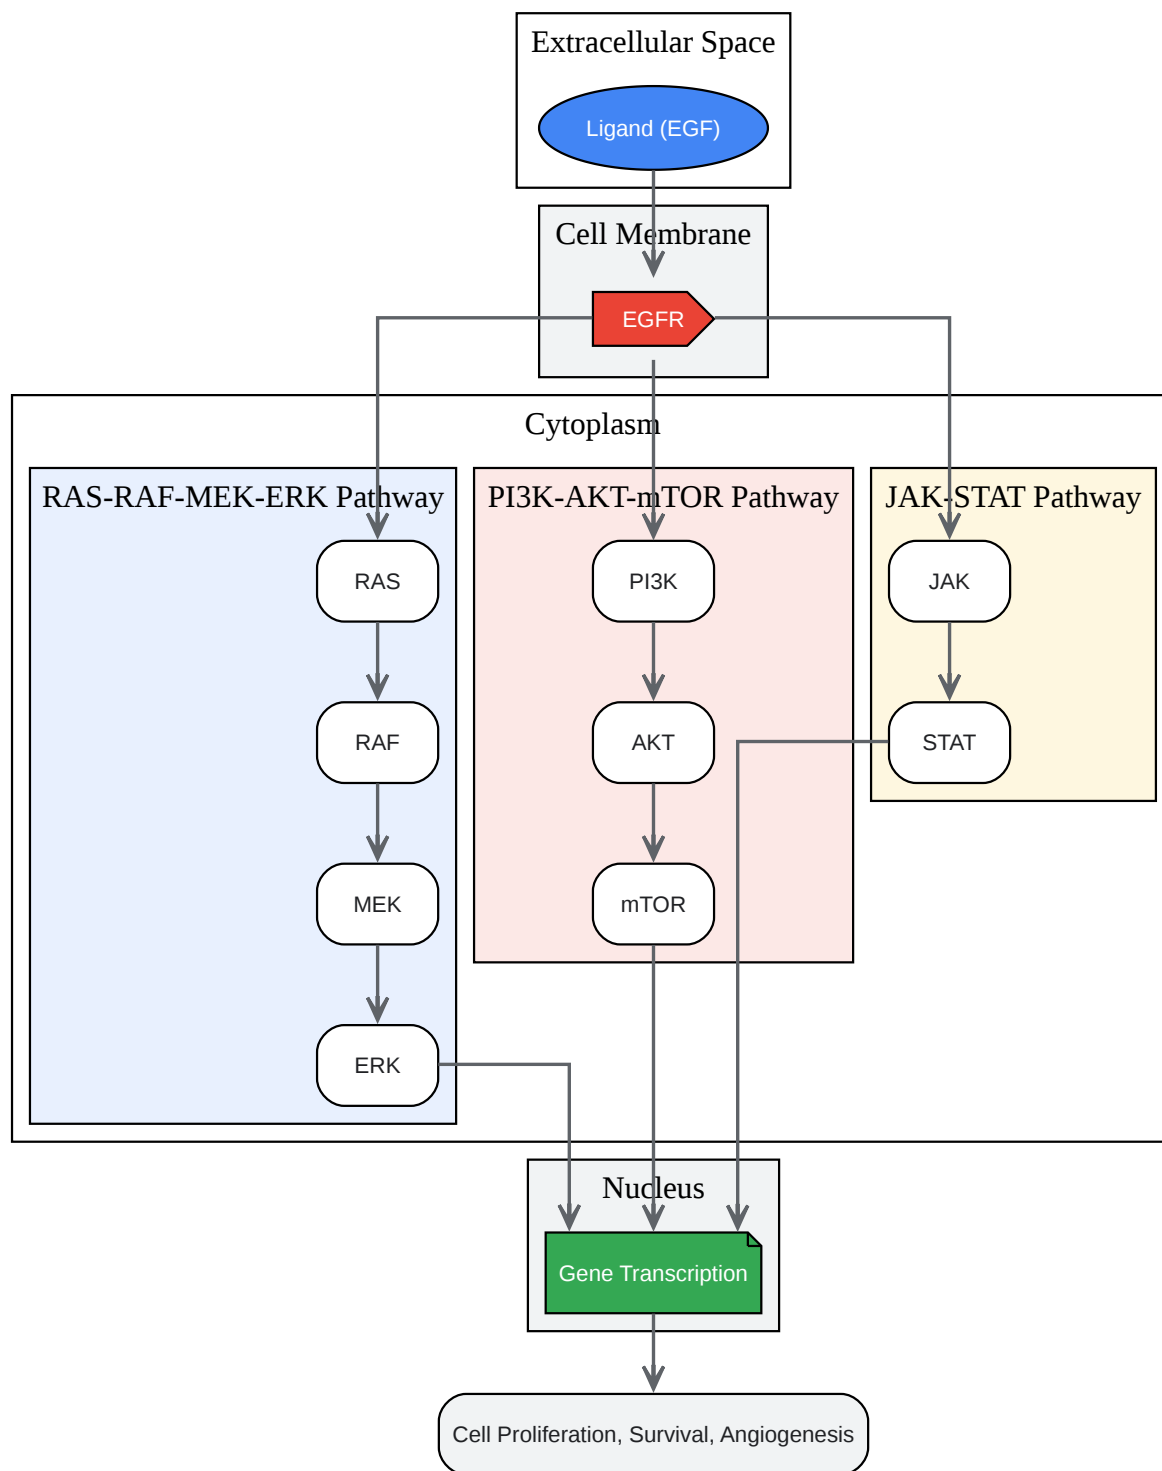 Extracellular Space
Ligand (EGF)
Cell Membrane
EGFR
Cytoplasm
RAS-RAF-MEK-ERK Pathway
RAS
RAF
MEK
ERK
PI3K-AKT-mTOR Pathway
PI3K
AKT
mTOR
JAK-STAT Pathway
JAK
STAT
Nucleus
Gene Transcription
Cell Proliferation, Survival, Angiogenesis